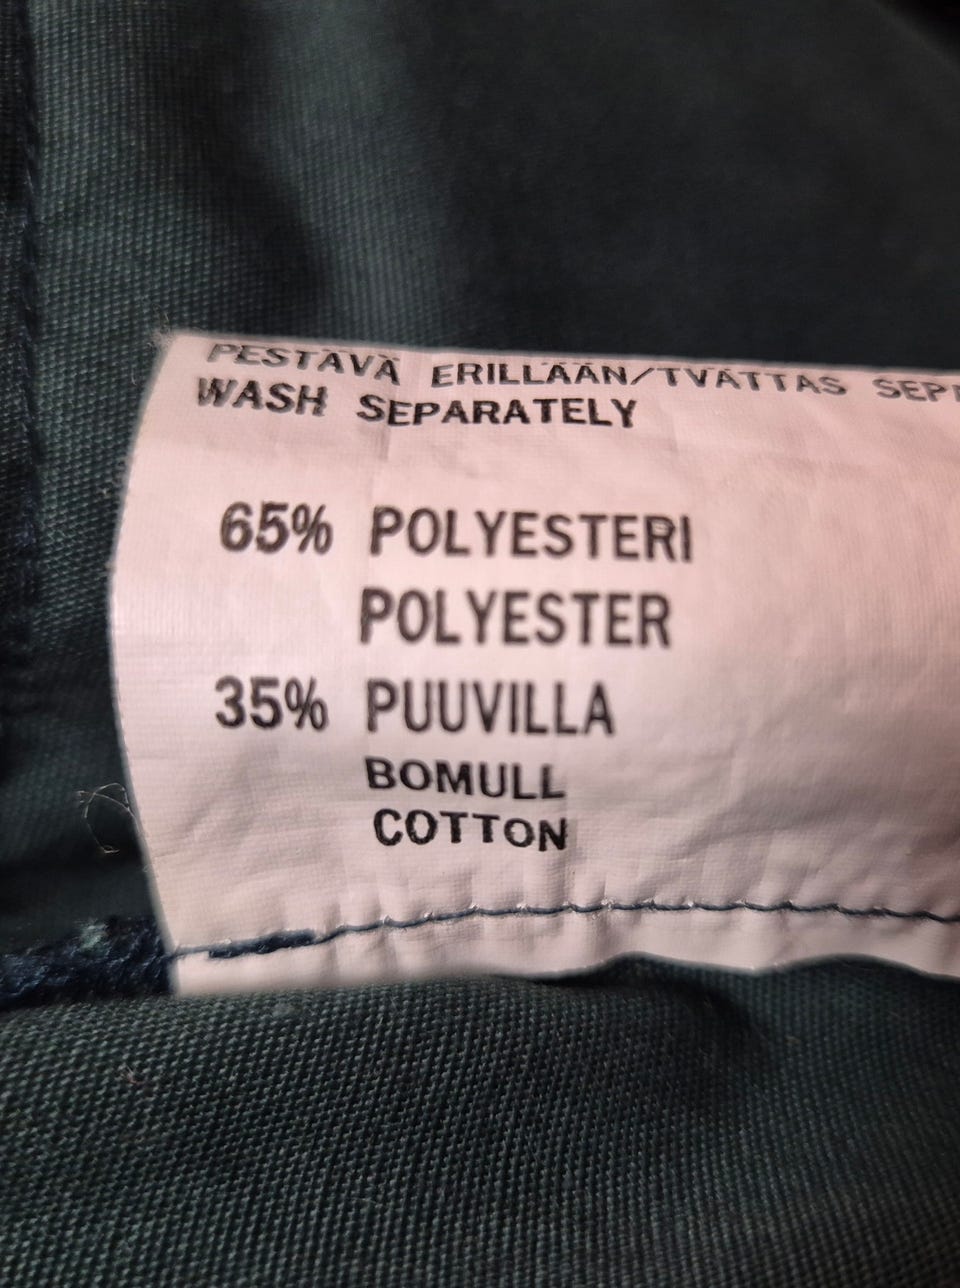 PESTÄVÄ ERILLÄÄN/TVÄTTAS
WASH SEPARATELY
65% POLYESTERI
POLYESTER
35% PUUVILLA
BOMULL
COTTON